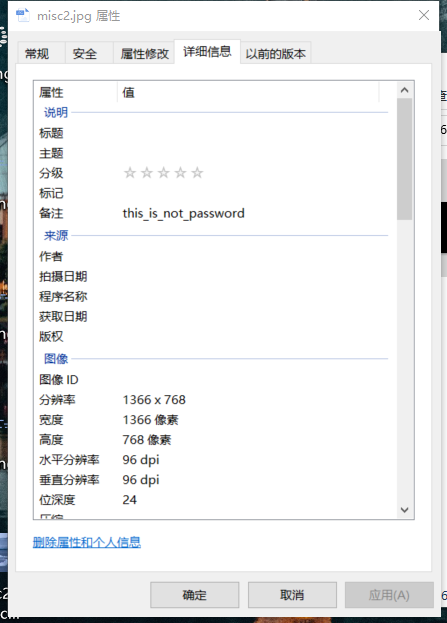 misc2.jpg 属性
常规 安全 属性修改 详细信息 以前的版本
属性 值
说明
标题
主题
分级 ☆ ☆ ☆ ☆ ☆
标记
备注 this_is_not_password
来源
作者
拍摄日期
程序名称
获取日期
版权
图像
图像 ID
分辨率 1366 x 768
宽度 1366 像素
高度 768 像素
水平分辨率 96 dpi
垂直分辨率 96 dpi
位深度 24
压缩
删除属性和个人信息
确定 取消 应用(A)